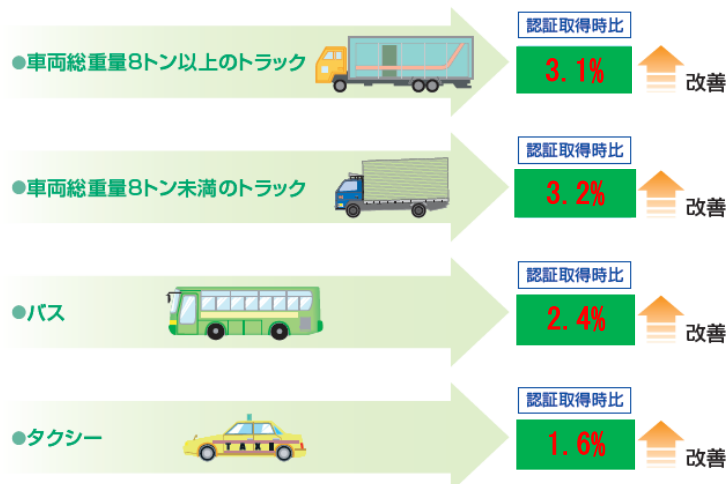 認証取得時比
●車両総重量8トン以上のトラック
3.1%
改善
認証取得時比
●車両総重量8トン未満のトラック
3.2%
改善
認証取得時比
●バス
2.4%
改善
認証取得時比
●タクシー
TAXI
1.6%
改善